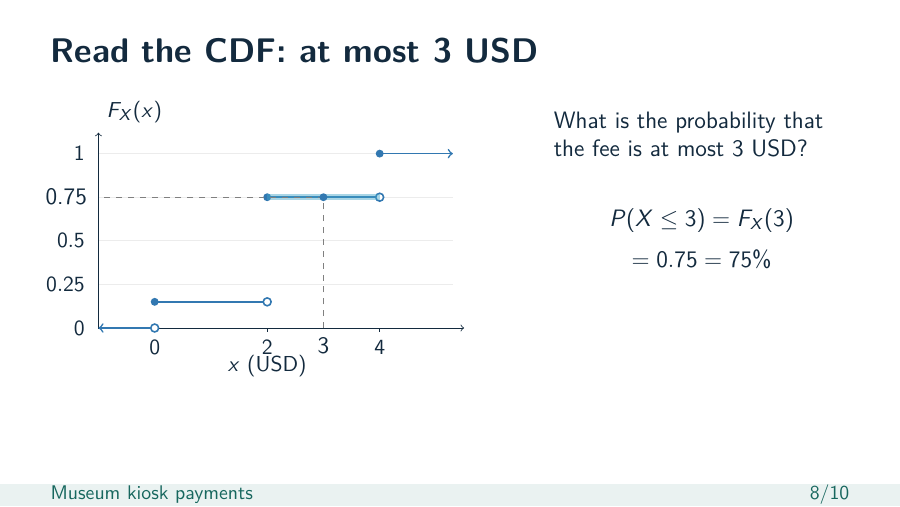 Read the CDF: at most 3 USD
F_X(x)
1
0.75
0.5
0.25
0
0 2 3 4
x (USD)
What is the probability that
the fee is at most 3 USD?
P(X ≤ 3) = F_X(3)
= 0.75 = 75%
Museum kiosk payments
8/10